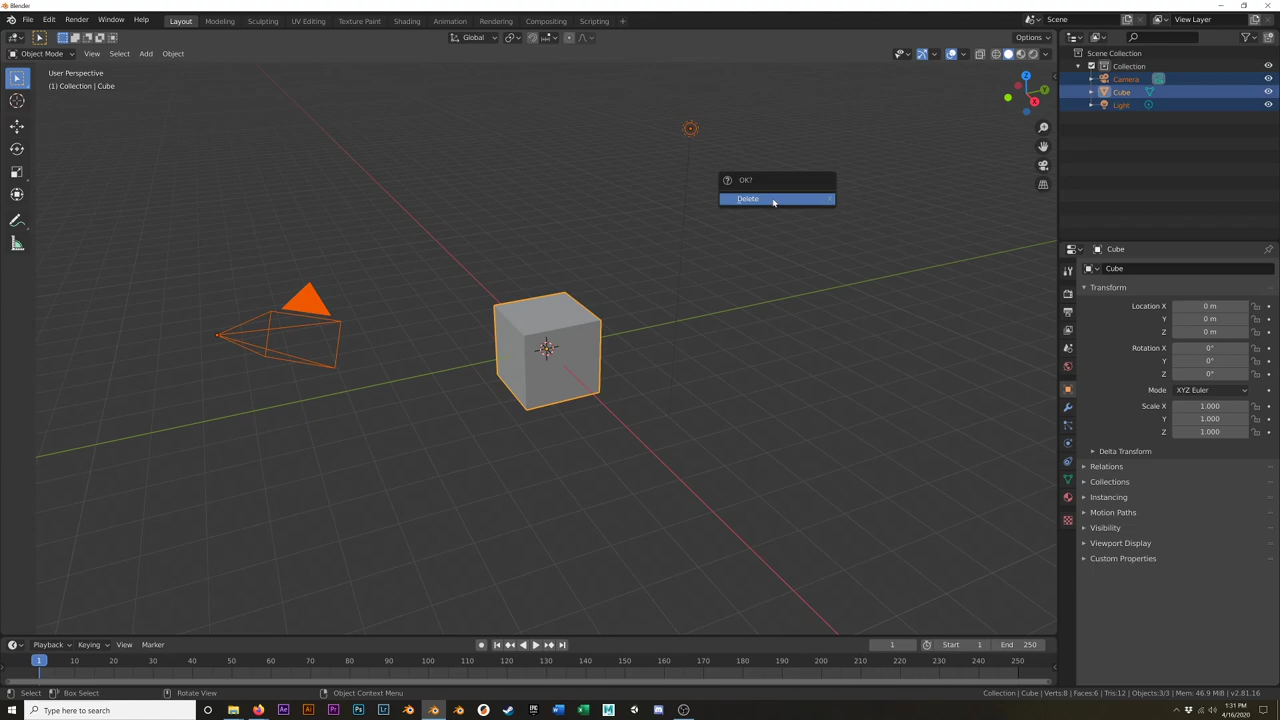 Blender
File Edit Render Window Help Layout Modeling Sculpting UV Editing Texture Paint Shading Animation Rendering Compositing Scripting + Scene View Layer
Global Options
Object Mode View Select Add Object
User Perspective
(1) Collection | Cube
Z
Y
X
OK?
Delete X
Scene Collection
Collection
Camera
Cube
Light
Cube
Cube
Transform
Location X 0 m
Y 0 m
Z 0 m
Rotation X 0°
Y 0°
Z 0°
Mode XYZ Euler
Scale X 1.000
Y 1.000
Z 1.000
Delta Transform
Relations
Collections
Instancing
Motion Paths
Visibility
Viewport Display
Custom Properties
Playback Keying View Marker 1 Start 1 End 250
1 10 20 30 40 50 60 70 80 90 100 110 120 130 140 150 160 170 180 190 200 210 220 230 240 250
Select Box Select Rotate View Object Context Menu Collection | Cube | Verts:8 | Faces:6 | Tris:12 | Objects:3/3 | Mem: 46.9 MiB | v2.81.16
Type here to search Ae Ai Pr Ps Lr 1:31 PM
4/16/2020